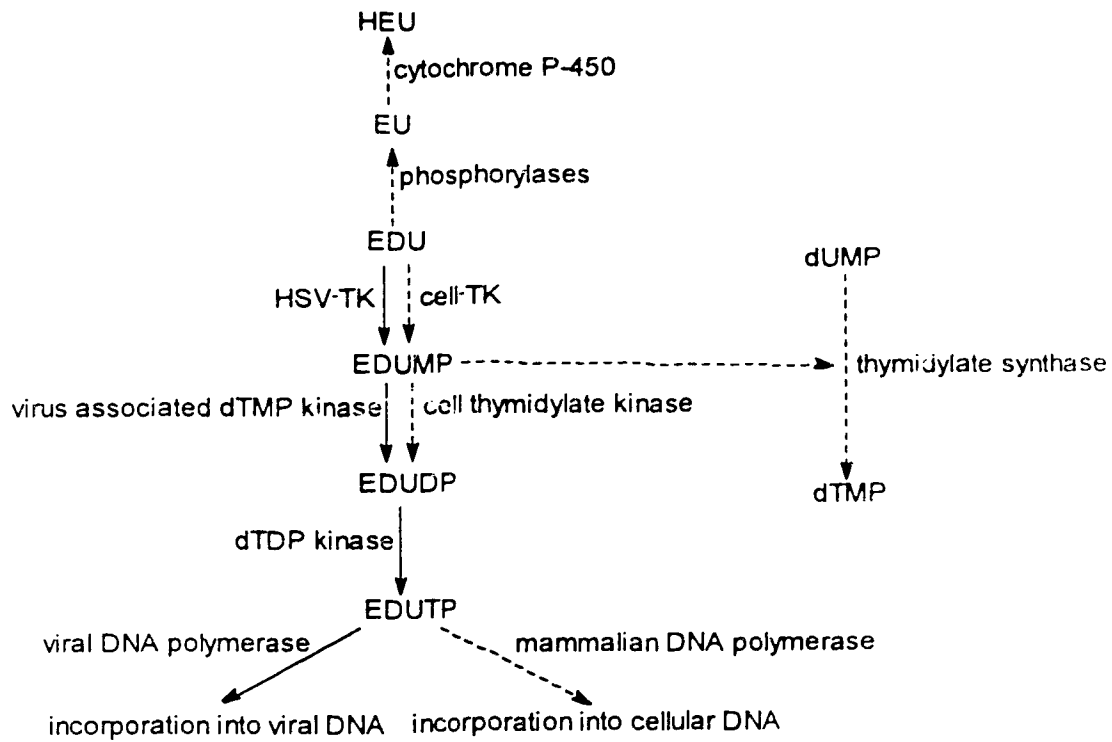 HEU
cytochrome P-450
EU
phosphorylases
EDU
dUMP
HSV-TK
cell-TK
EDUMP
thymidylate synthase
virus associated dTMP kinase
cell thymidylate kinase
EDUDP
dTMP
dTDP kinase
EDUTP
viral DNA polymerase
mammalian DNA polymerase
incorporation into viral DNA
incorporation into cellular DNA